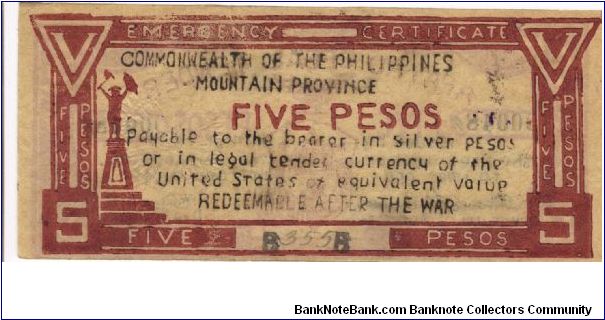 EMERGENCY CERTIFICATE
V V
COMMONWEALTH OF THE PHILIPPINES
MOUNTAIN PROVINCE
FIVE PESOS
Payable to the bearer in silver pesos
or in legal tender currency of the
United States of equivalent value
REDEEMABLE AFTER THE WAR
FIVE PESOS
FIVE PESOS
5 5
FIVE PESOS
B 355 B
BankNoteBank.com Banknote Collectors Community